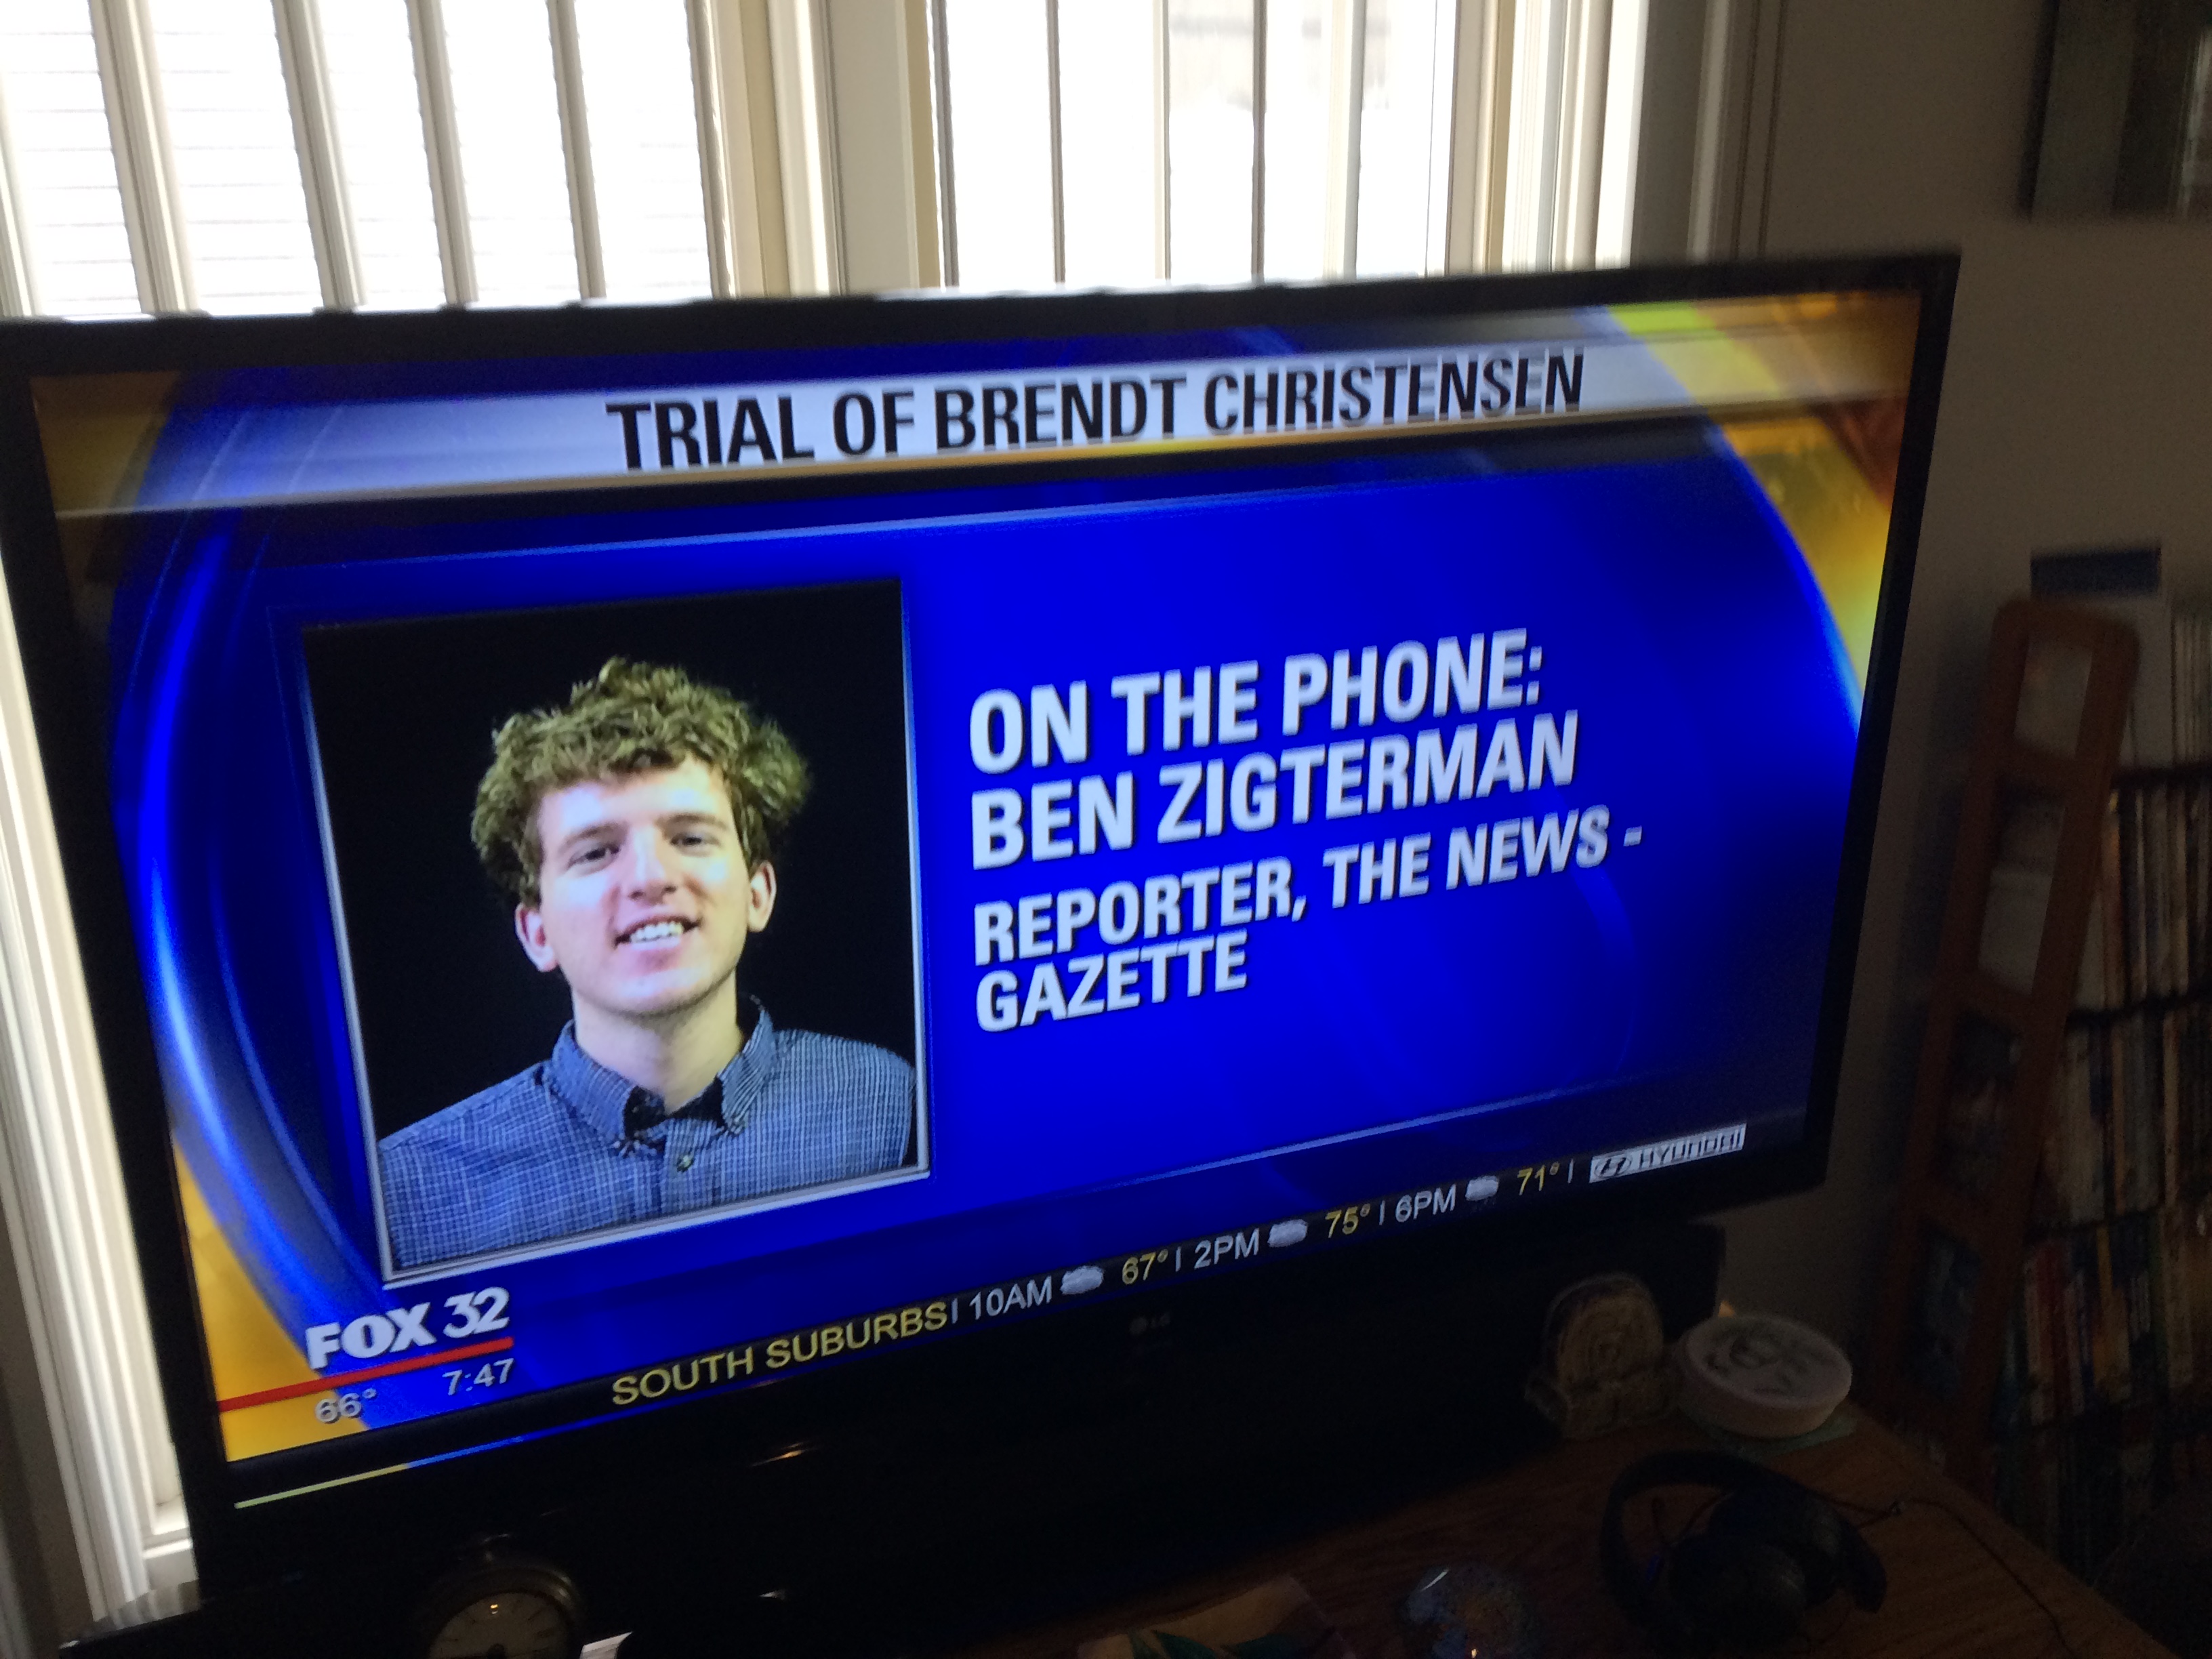 TRIAL OF BRENDT CHRISTENSEN
ON THE PHONE:
BEN ZIGTERMAN
REPORTER, THE NEWS -
GAZETTE
FOX 32
66° 7:47
SOUTH SUBURBS | 10AM 67° | 2PM 75° | 6PM 71° | HYUNDAI
LG